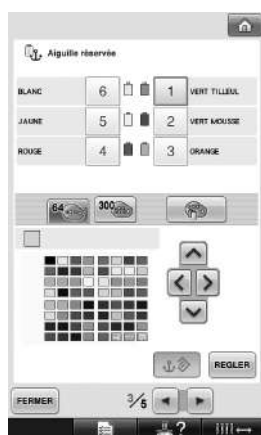 Aiguille réservée
BLANC 6 1 VERT TILLEUL
JAUNE 5 2 VERT MOUSSE
ROUGE 4 3 ORANGE
64 300
REGLER
FERMER 3/5
?